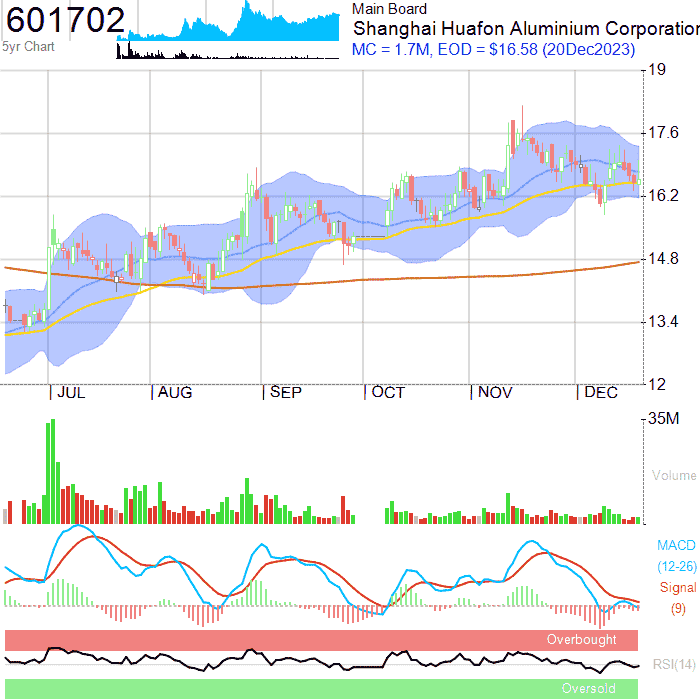 601702
5yr Chart
Main Board
Shanghai Huafon Aluminium Corporation
MC = 1.7M, EOD = $16.58 (20Dec2023)
19
17.6
16.2
14.8
13.4
12
JUL AUG SEP OCT NOV DEC
35M
Volume
MACD
(12-26)
Signal
(9)
Overbought
RSI(14)
Oversold